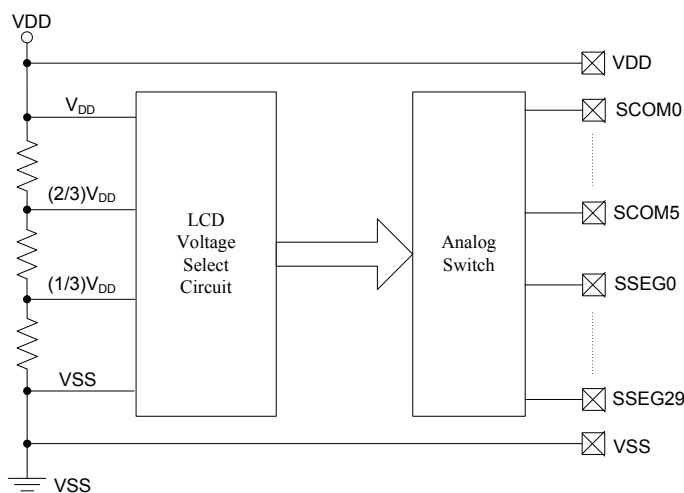 VDD
VDD
VDD
SCOM0
(2/3)VDD
LCD
Voltage
Select
Circuit
Analog
Switch
SCOM5
(1/3)VDD
SSEG0
VSS
SSEG29
VSS
VSS